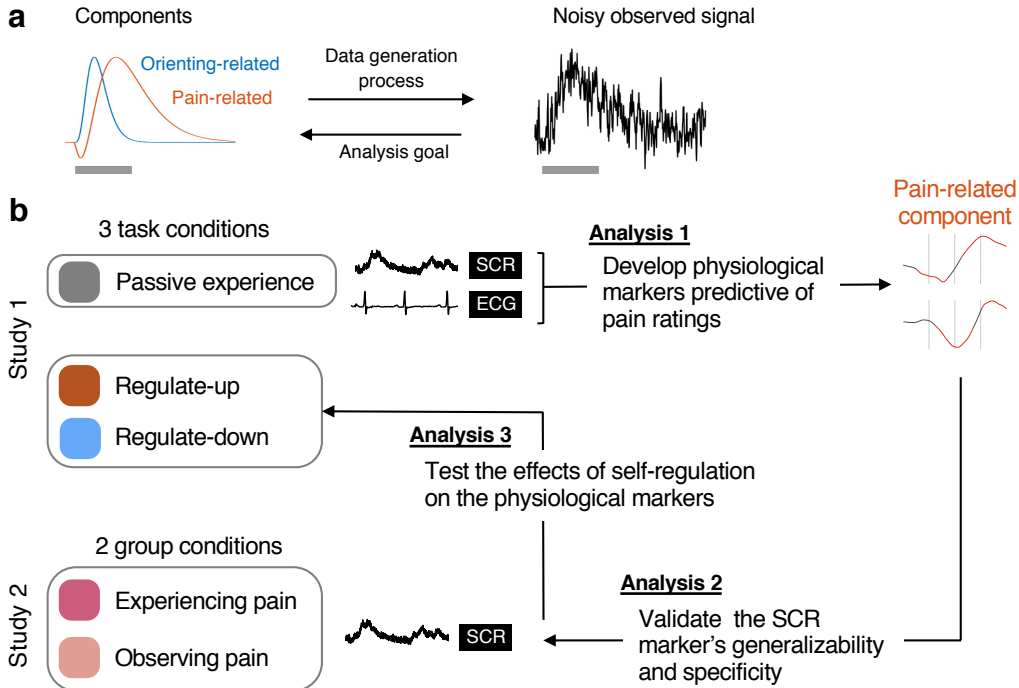 a
Components
Noisy observed signal
Orienting-related
Pain-related
Data generation
process
Analysis goal
b
Study 1
3 task conditions
Passive experience
SCR
ECG
Analysis 1
Develop physiological
markers predictive of
pain ratings
Pain-related
component
Regulate-up
Regulate-down
Analysis 3
Test the effects of self-regulation
on the physiological markers
Study 2
2 group conditions
Experiencing pain
Observing pain
SCR
Analysis 2
Validate the SCR
marker's generalizability
and specificity